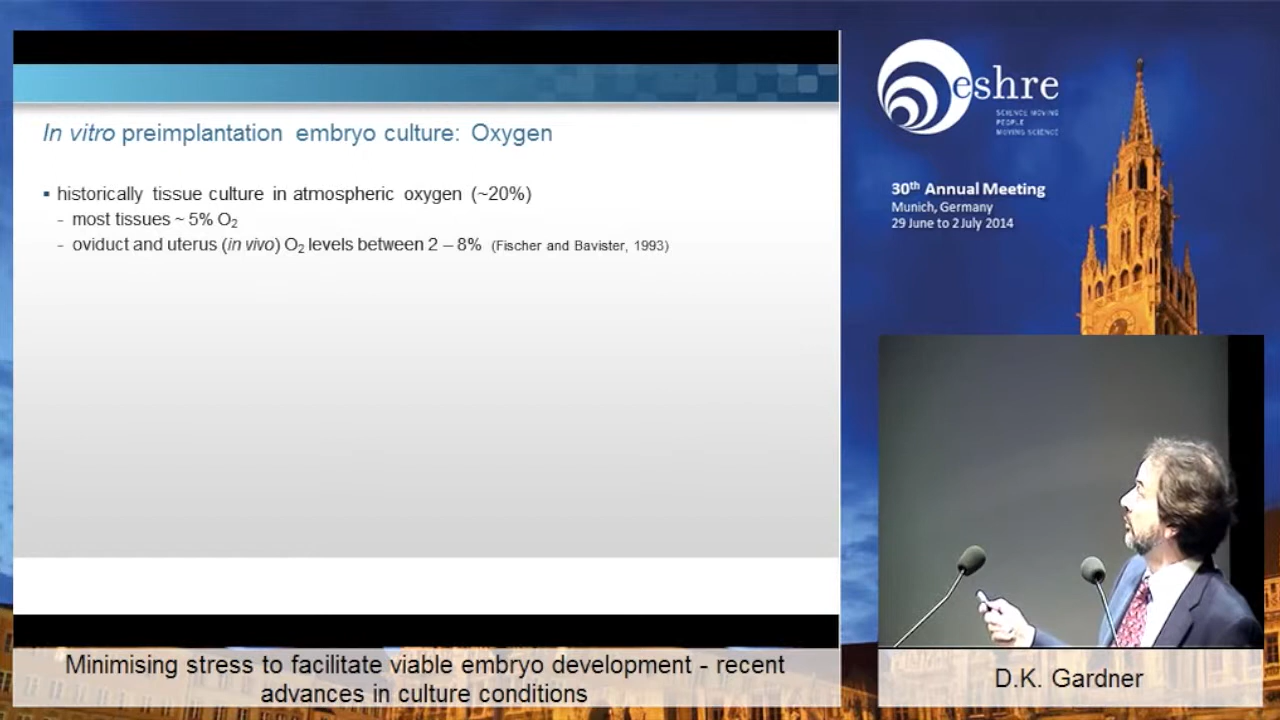 In vitro preimplantation embryo culture: Oxygen
▪ historically tissue culture in atmospheric oxygen (~20%)
- most tissues ~ 5% O₂
- oviduct and uterus (in vivo) O₂ levels between 2 – 8% (Fischer and Bavister, 1993)
Minimising stress to facilitate viable embryo development - recent
advances in culture conditions
eshre
SCIENCE MOVING
PEOPLE
MOVING SCIENCE
30th Annual Meeting
Munich, Germany
29 June to 2 July 2014
D.K. Gardner